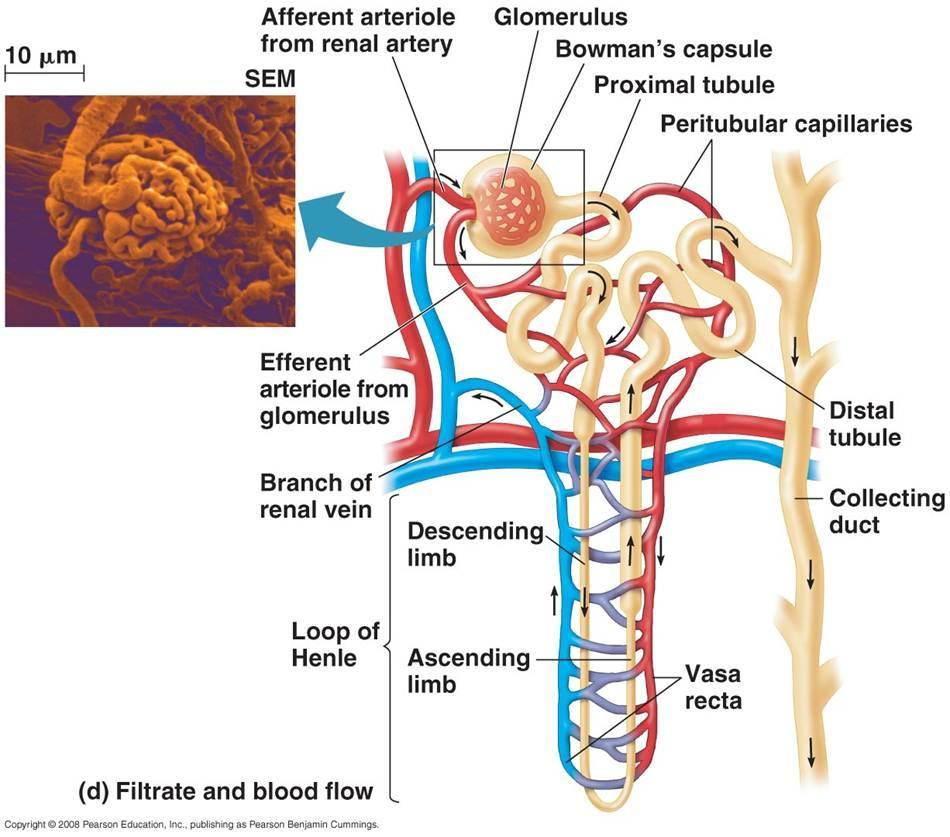 Afferent arteriole
from renal artery
Glomerulus
Bowman's capsule
Proximal tubule
Peritubular capillaries
10 μm
SEM
Efferent
arteriole from
glomerulus
Branch of
renal vein
Descending
limb
Loop of
Henle
Ascending
limb
Distal
tubule
Collecting
duct
Vasa
recta
(d) Filtrate and blood flow
Copyright © 2008 Pearson Education, Inc., publishing as Pearson Benjamin Cummings.